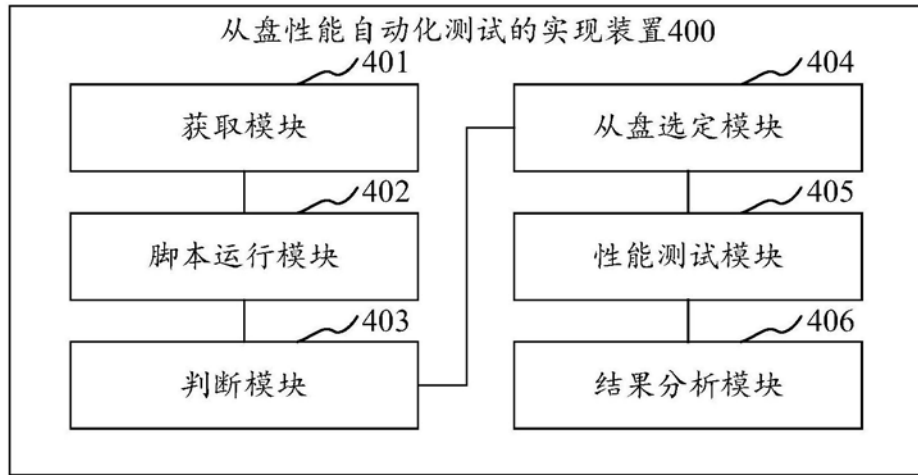 从盘性能自动化测试的实现装置400
401
获取模块
402
脚本运行模块
403
判断模块
404
从盘选定模块
405
性能测试模块
406
结果分析模块